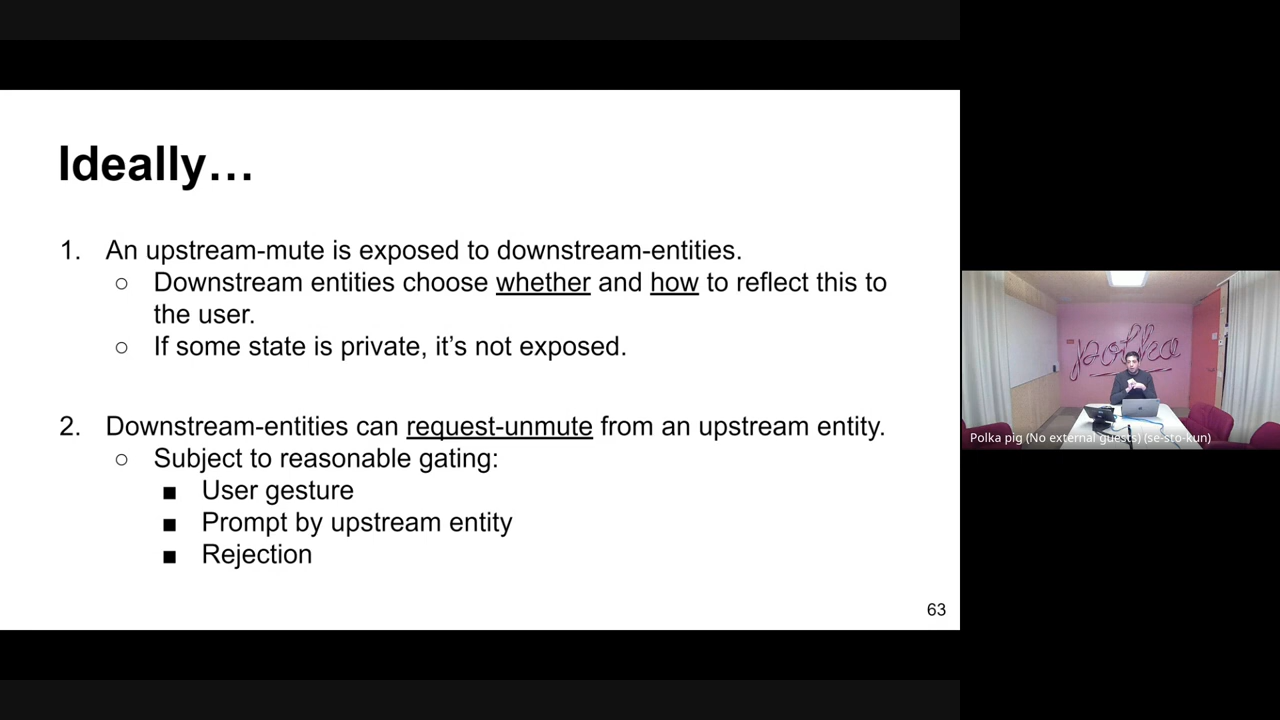 Ideally…
1. An upstream-mute is exposed to downstream-entities.
○ Downstream entities choose whether and how to reflect this to
the user.
○ If some state is private, it’s not exposed.
2. Downstream-entities can request-unmute from an upstream entity.
○ Subject to reasonable gating:
■ User gesture
■ Prompt by upstream entity
■ Rejection
63
polka
Polka pig (No external guests) (se-sto-kun)